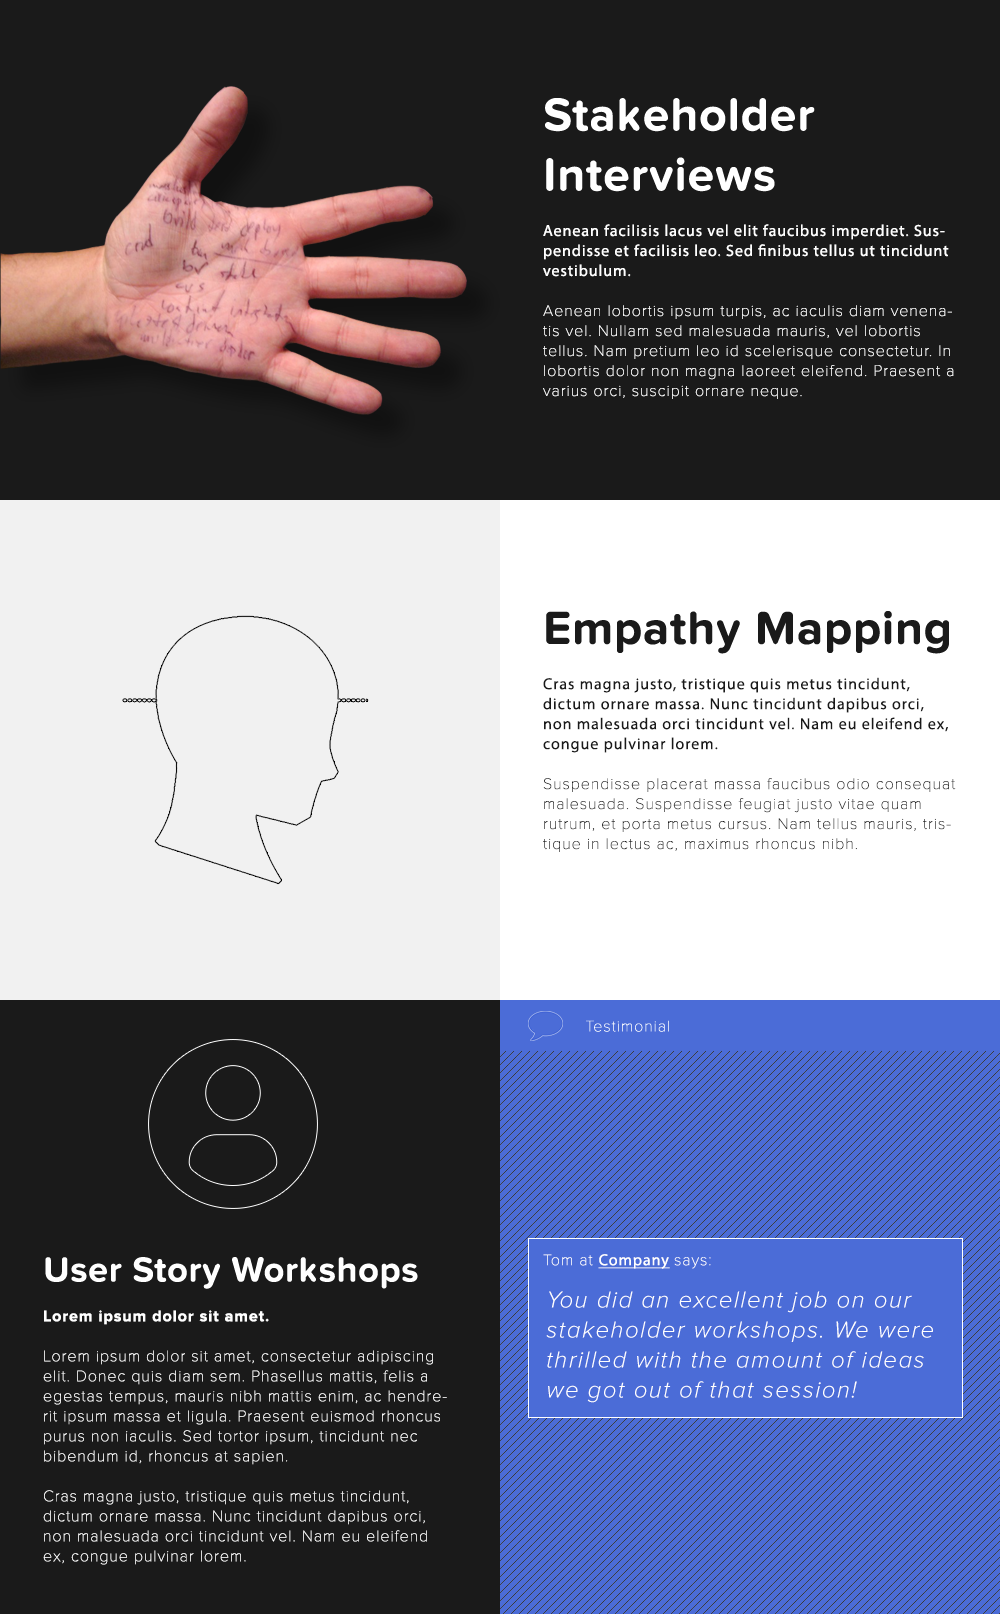 build
deploy
Stakeholder
Interviews
Aenean facilisis lacus vel elit faucibus imperdiet. Sus-
pendisse et facilisis leo. Sed finibus tellus ut tincidunt
vestibulum.
Aenean lobortis ipsum turpis, ac iaculis diam venena-
tis vel. Nullam sed malesuada mauris, vel lobortis
tellus. Nam pretium leo id scelerisque consectetur. In
lobortis dolor non magna laoreet eleifend. Praesent a
varius orci, suscipit ornare neque.
Empathy Mapping
Cras magna justo, tristique quis metus tincidunt,
dictum ornare massa. Nunc tincidunt dapibus orci,
non malesuada orci tincidunt vel. Nam eu eleifend ex,
congue pulvinar lorem.
Suspendisse placerat massa faucibus odio consequat
malesuada. Suspendisse feugiat justo vitae quam
rutrum, et porta metus cursus. Nam tellus mauris, tris-
tique in lectus ac, maximus rhoncus nibh.
User Story Workshops
Lorem ipsum dolor sit amet.
Lorem ipsum dolor sit amet, consectetur adipiscing
elit. Donec quis diam sem. Phasellus mattis, felis a
egestas tempus, mauris nibh mattis enim, ac hendre-
rit ipsum massa et ligula. Praesent euismod rhoncus
purus non iaculis. Sed tortor ipsum, tincidunt nec
bibendum id, rhoncus at sapien.
Cras magna justo, tristique quis metus tincidunt,
dictum ornare massa. Nunc tincidunt dapibus orci,
non malesuada orci tincidunt vel. Nam eu eleifend
ex, congue pulvinar lorem.
Testimonial
Tom at Company says:
You did an excellent job on our
stakeholder workshops. We were
thrilled with the amount of ideas
we got out of that session!